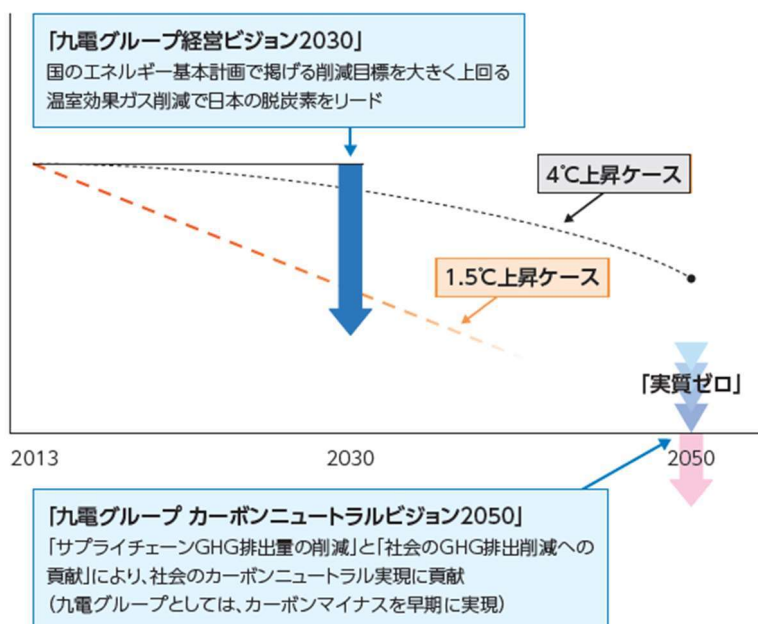 「九電グループ経営ビジョン2030」
国のエネルギー基本計画で掲げる削減目標を大きく上回る
温室効果ガス削減で日本の脱炭素をリード
4℃上昇ケース
1.5℃上昇ケース
「実質ゼロ」
2013
2030
2050
「九電グループ カーボンニュートラルビジョン2050」
「サプライチェーンGHG排出量の削減」と「社会のGHG排出削減への
貢献」により、社会のカーボンニュートラル実現に貢献
(九電グループとしては、カーボンマイナスを早期に実現)